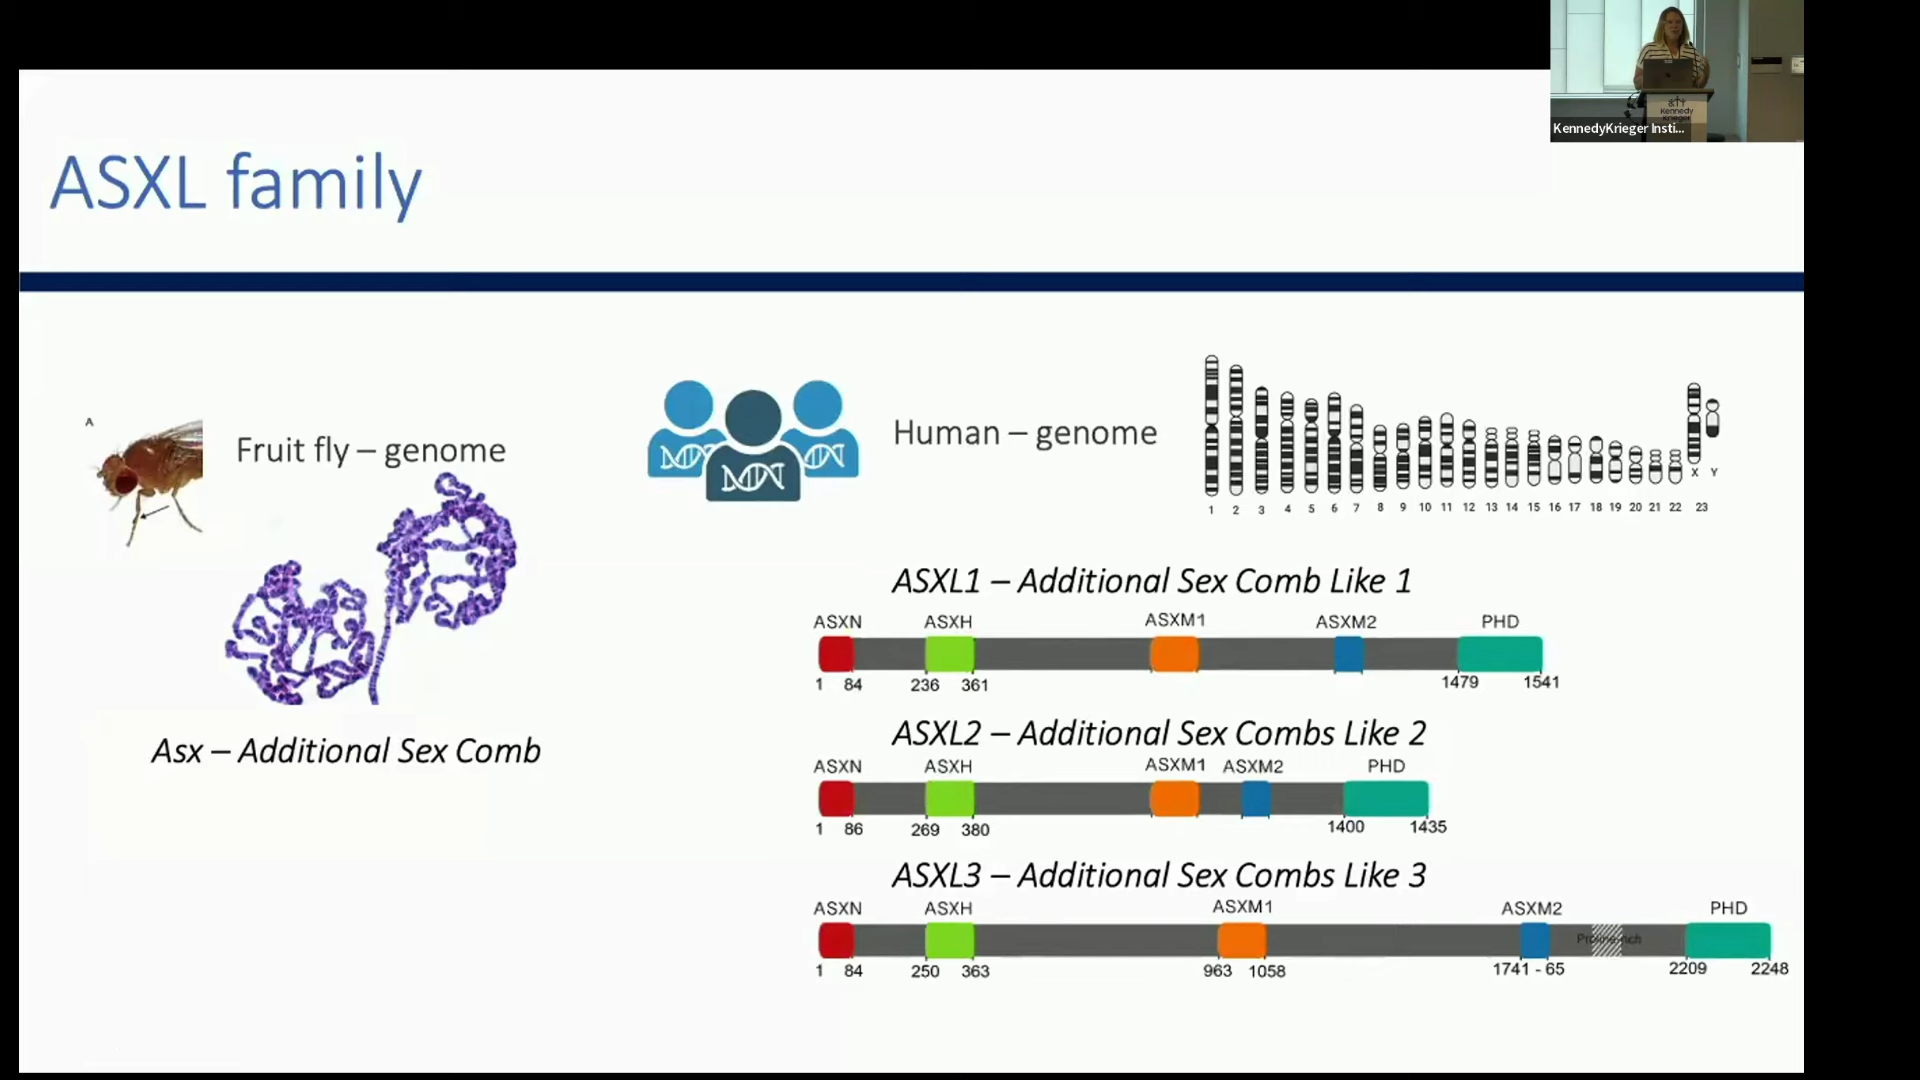 KennedyKrieger Insti...
Kennedy
Krieger
ASXL family
A
Fruit fly – genome
Asx – Additional Sex Comb
Human – genome
X Y
1 2 3 4 5 6 7 8 9 10 11 12 13 14 15 16 17 18 19 20 21 22 23
ASXL1 – Additional Sex Comb Like 1
ASXN ASXH ASXM1 ASXM2 PHD
1 84 236 361 1479 1541
ASXL2 – Additional Sex Combs Like 2
ASXN ASXH ASXM1 ASXM2 PHD
1 86 269 380 1400 1435
ASXL3 – Additional Sex Combs Like 3
ASXN ASXH ASXM1 ASXM2 PHD
Proline-rich
1 84 250 363 963 1058 1741 - 65 2209 2248